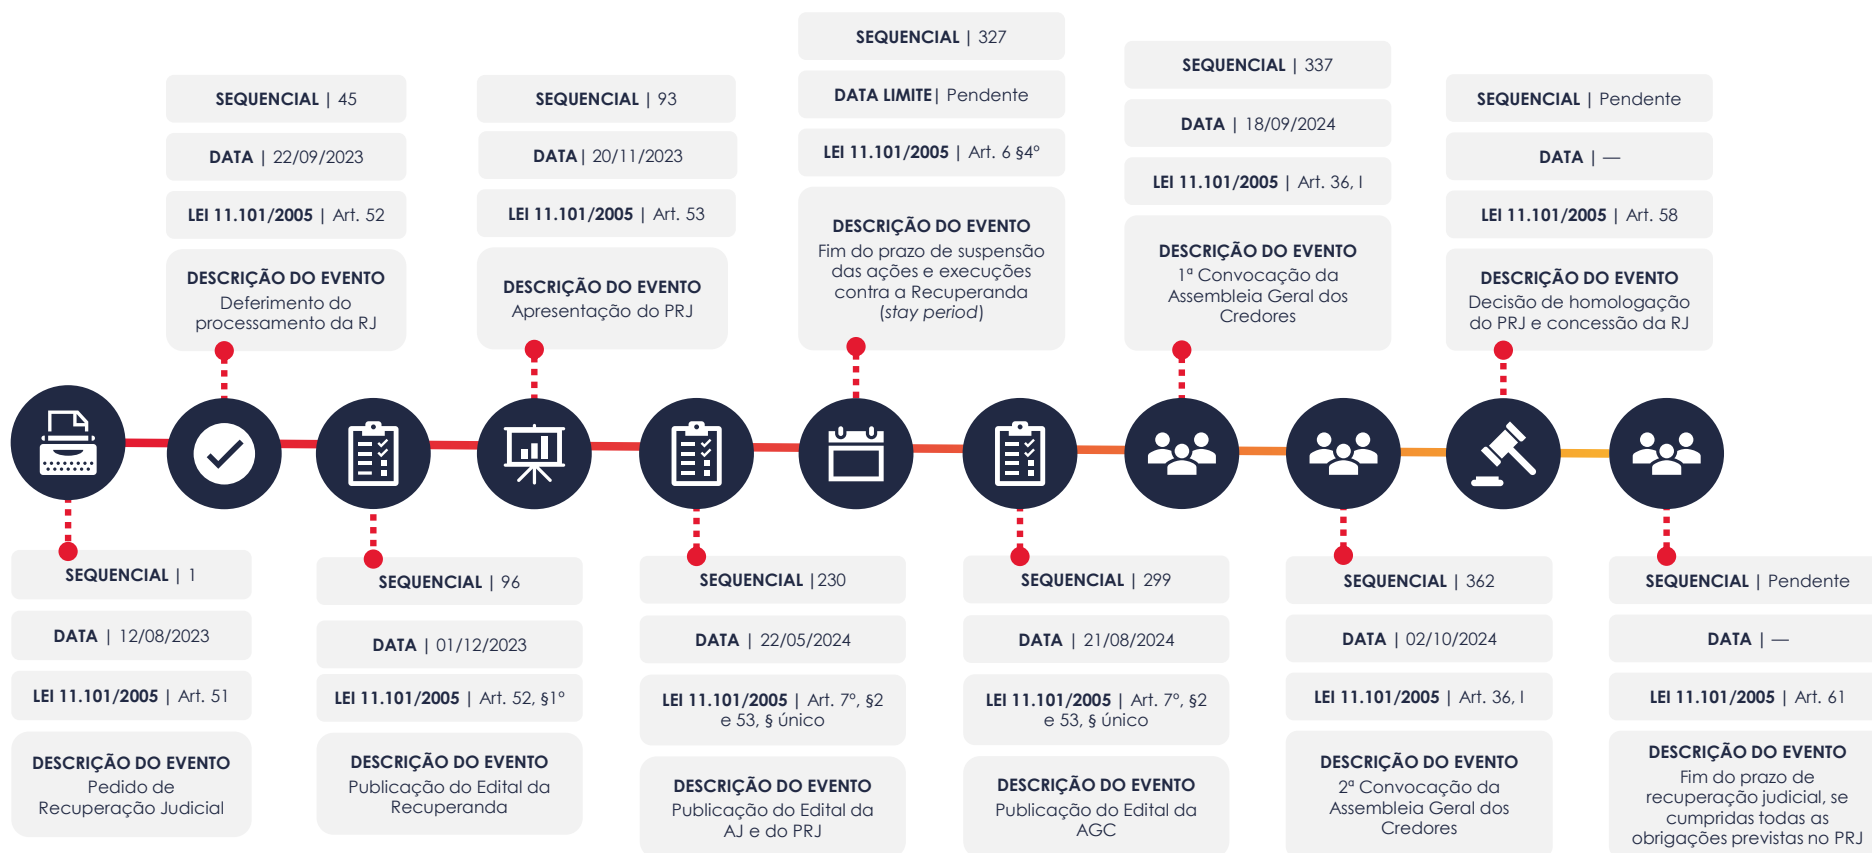 SEQUENCIAL | 45
DATA | 22/09/2023
LEI 11.101/2005 | Art. 52
DESCRIÇÃO DO EVENTO
Deferimento do
processamento da RJ
SEQUENCIAL | 93
DATA| 20/11/2023
LEI 11.101/2005 | Art. 53
DESCRIÇÃO DO EVENTO
Apresentação do PRJ
SEQUENCIAL | 327
DATA LIMITE| Pendente
LEI 11.101/2005 | Art. 6 §4º
DESCRIÇÃO DO EVENTO
Fim do prazo de suspensão
das ações e execuções
contra a Recuperanda
(stay period)
SEQUENCIAL | 337
DATA | 18/09/2024
LEI 11.101/2005 | Art. 36, I
DESCRIÇÃO DO EVENTO
1ª Convocação da
Assembleia Geral dos
Credores
SEQUENCIAL | Pendente
DATA | —
LEI 11.101/2005 | Art. 58
DESCRIÇÃO DO EVENTO
Decisão de homologação
do PRJ e concessão da RJ
SEQUENCIAL | 1
DATA | 12/08/2023
LEI 11.101/2005 | Art. 51
DESCRIÇÃO DO EVENTO
Pedido de
Recuperação Judicial
SEQUENCIAL | 96
DATA | 01/12/2023
LEI 11.101/2005 | Art. 52, §1º
DESCRIÇÃO DO EVENTO
Publicação do Edital da
Recuperanda
SEQUENCIAL |230
DATA | 22/05/2024
LEI 11.101/2005 | Art. 7º, §2
e 53, § único
DESCRIÇÃO DO EVENTO
Publicação do Edital da
AJ e do PRJ
SEQUENCIAL | 299
DATA | 21/08/2024
LEI 11.101/2005 | Art. 7º, §2
e 53, § único
DESCRIÇÃO DO EVENTO
Publicação do Edital da
AGC
SEQUENCIAL | 362
DATA | 02/10/2024
LEI 11.101/2005 | Art. 36, I
DESCRIÇÃO DO EVENTO
2ª Convocação da
Assembleia Geral dos
Credores
SEQUENCIAL | Pendente
DATA | —
LEI 11.101/2005 | Art. 61
DESCRIÇÃO DO EVENTO
Fim do prazo de
recuperação judicial, se
cumpridas todas as
obrigações previstas no PRJ